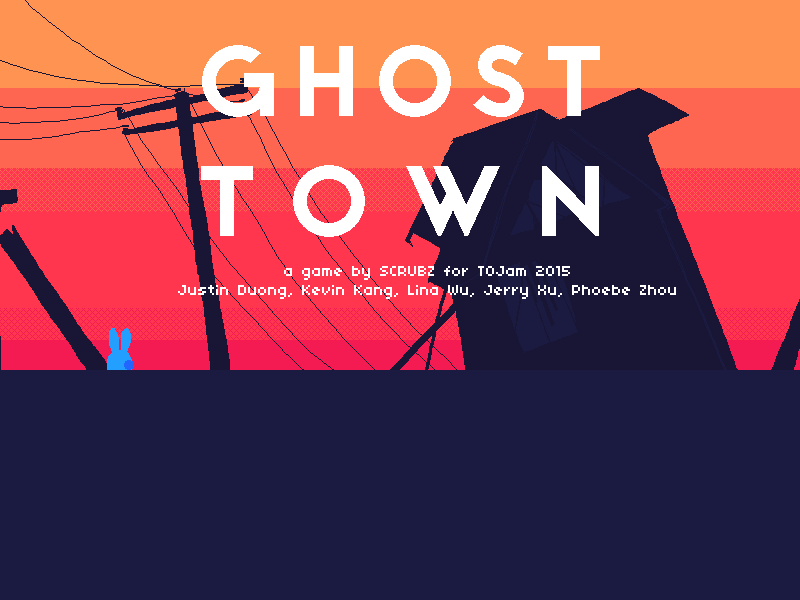 GHOST
TOWN
a game by SCRUBZ for TOJam 2015
Justin Duong, Kevin Kang, Lina Wu, Jerry Xu, Phoebe Zhou